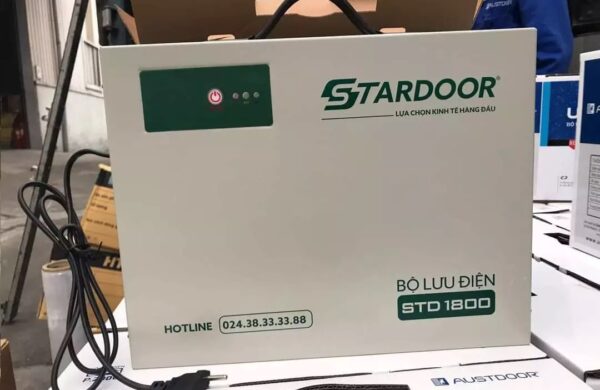 AUSTDOOR
STARDOOR®
LỰA CHỌN KINH TẾ HÀNG ĐẦU
BỘ LƯU ĐIỆN
STD 1800
HOTLINE 024.38.33.33.88
AUSTDOOR